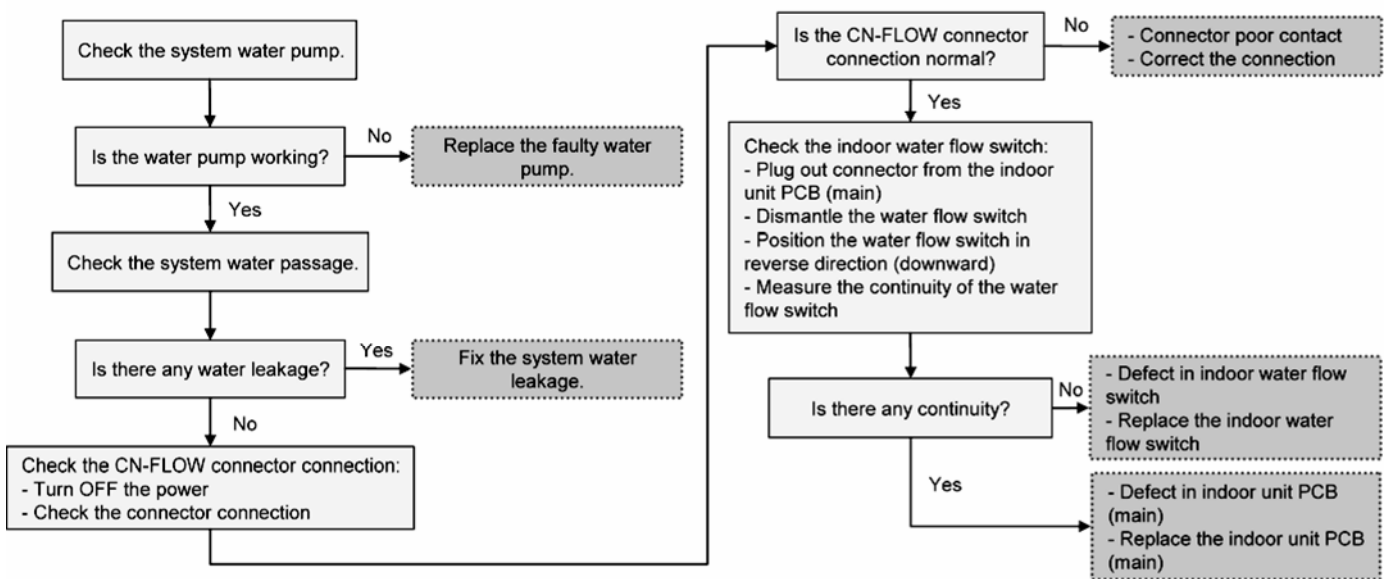 Check the system water pump.
Is the water pump working?
No
Replace the faulty water
pump.
Yes
Check the system water passage.
Is there any water leakage?
Yes
Fix the system water
leakage.
No
Check the CN-FLOW connector connection:
- Turn OFF the power
- Check the connector connection
Is the CN-FLOW connector
connection normal?
No
- Connector poor contact
- Correct the connection
Yes
Check the indoor water flow switch:
- Plug out connector from the indoor
unit PCB (main)
- Dismantle the water flow switch
- Position the water flow switch in
reverse direction (downward)
- Measure the continuity of the water
flow switch
Is there any continuity?
No
- Defect in indoor water flow
switch
- Replace the indoor water
flow switch
Yes
- Defect in indoor unit PCB
(main)
- Replace the indoor unit PCB
(main)